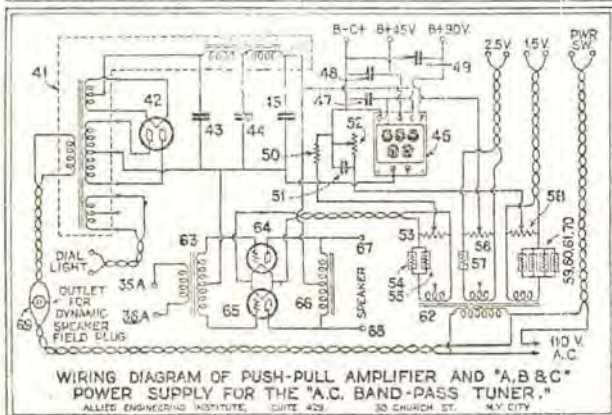 B-C+ B+45V. B+90V.
2.5V. 1.5V. PWR
SW.
41
42
43
44
15
48
49
47
52
46
50
51
58
53
56
54
55
57
59,60,61,70
62
63
64
65
66
67
68
SPEAKER
DIAL
LIGHT
35A
36A
OUTLET
FOR
DYNAMIC
SPEAKER
FIELD PLUG
69
110 V.
A.C.
WIRING DIAGRAM OF PUSH-PULL AMPLIFIER AND "A,B & C"
POWER SUPPLY FOR THE "A.C. BAND-PASS TUNER."
ALLIED ENGINEERING INSTITUTE, SUITE 429. 30 CHURCH ST. N.Y. CITY